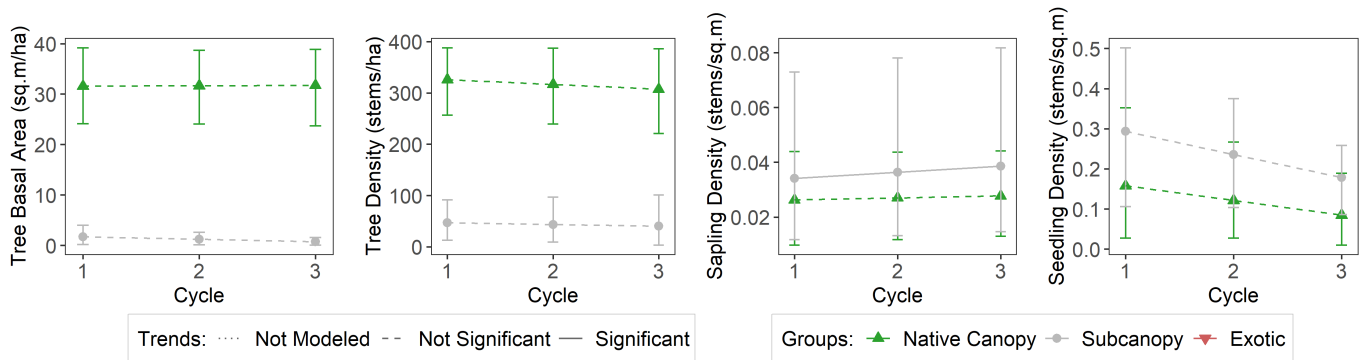 Tree Basal Area (sq.m/ha)
40
30
20
10
0
1 2 3
Cycle
Tree Density (stems/ha)
400
300
200
100
0
1 2 3
Cycle
Sapling Density (stems/sq.m)
0.08
0.06
0.04
0.02
1 2 3
Cycle
Seedling Density (stems/sq.m)
0.5
0.4
0.3
0.2
0.1
0.0
1 2 3
Cycle
Trends: Not Modeled Not Significant Significant
Groups: Native Canopy Subcanopy Exotic